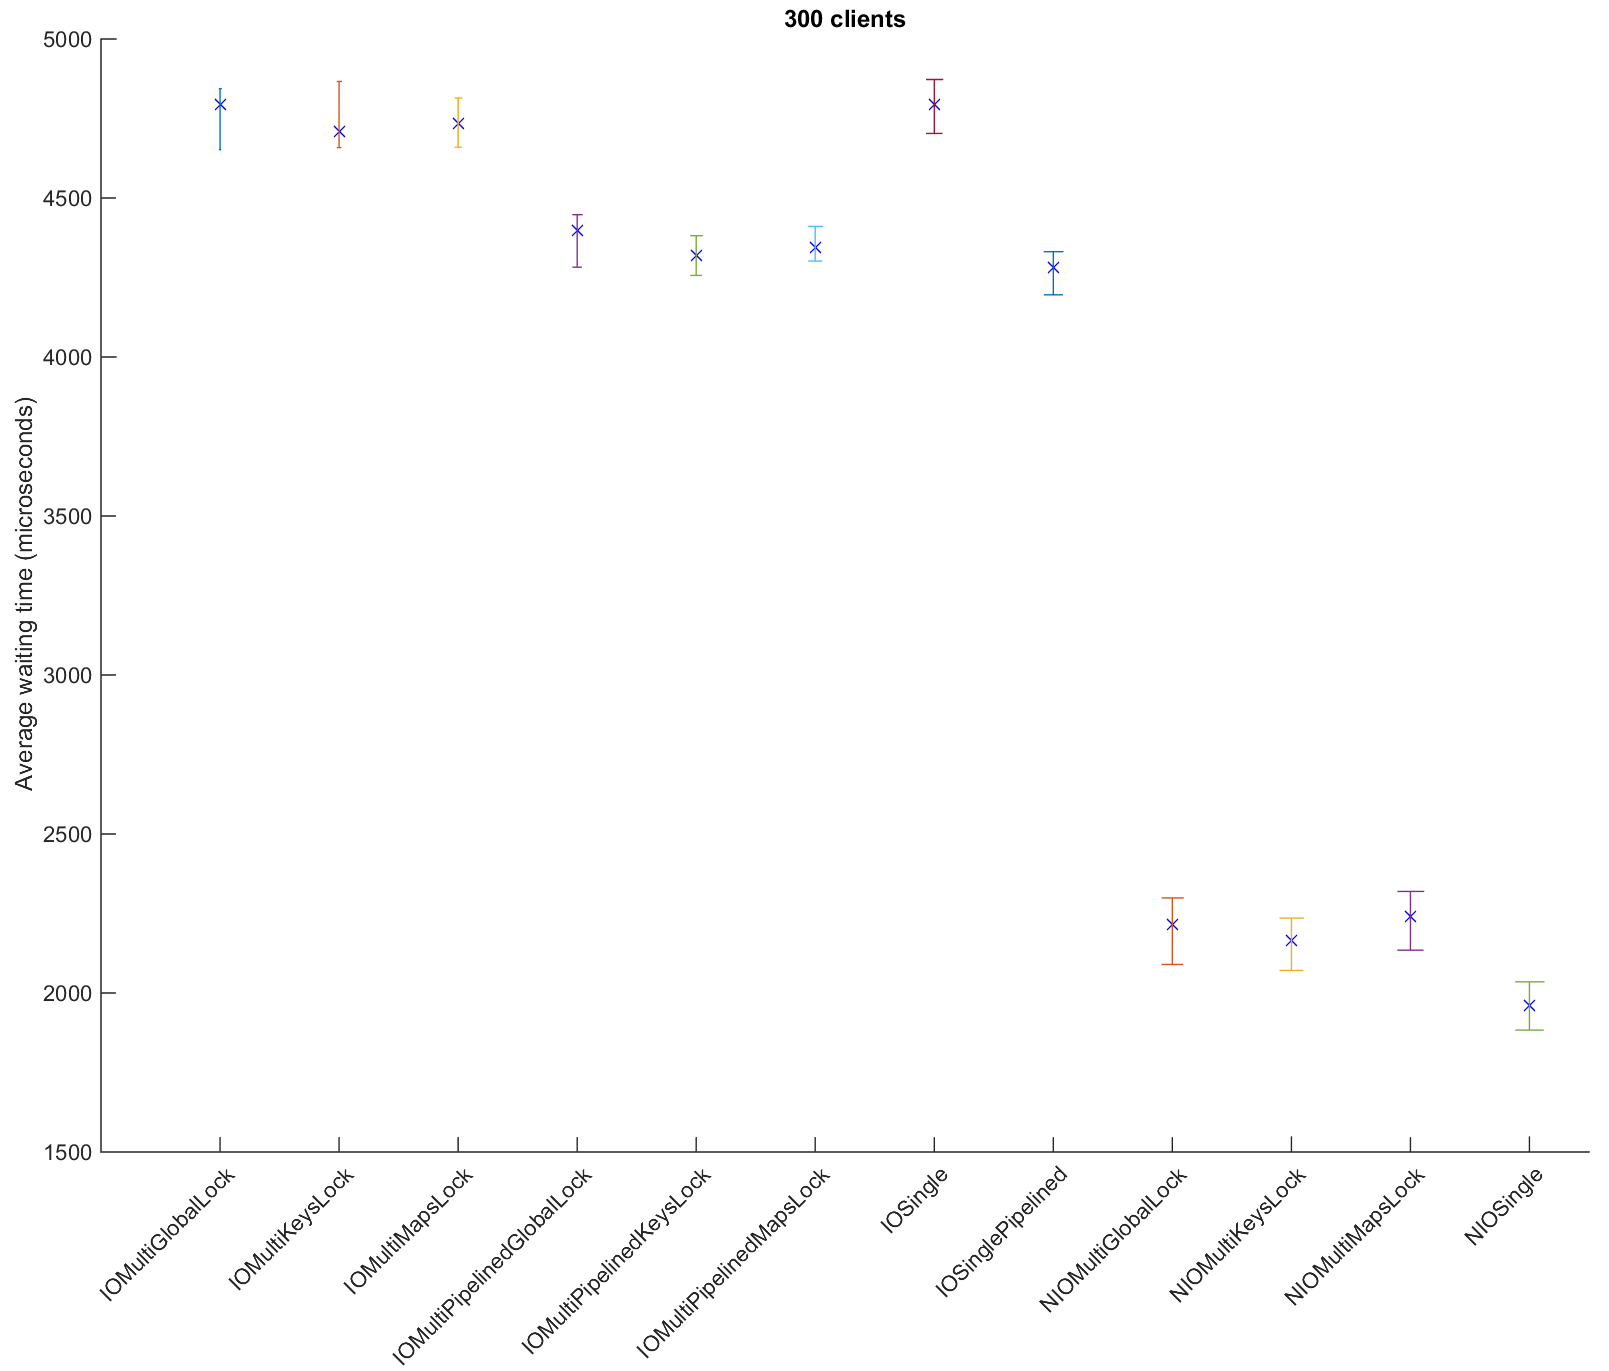 300 clients
5000
4500
4000
3500
3000
2500
2000
1500
Average waiting time (microseconds)
IOMultiGlobalLock
IOMultiKeysLock
IOMultiMapsLock
IOMultiPipelinedGlobalLock
IOMultiPipelinedKeysLock
IOMultiPipelinedMapsLock
IOSingle
IOSinglePipelined
NIOMultiGlobalLock
NIOMultiKeysLock
NIOMultiMapsLock
NIOSingle